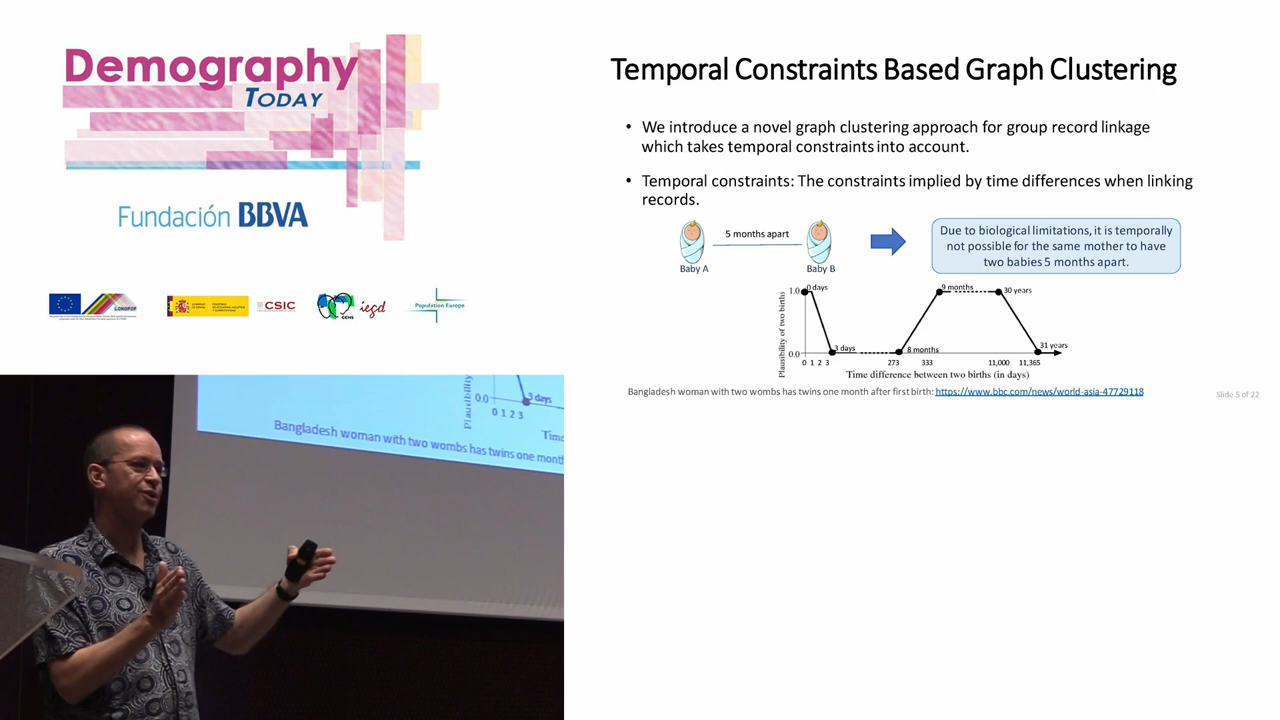 Demography
TODAY
Fundación BBVA
LONGPOP
CSIC
CCHS
iegd
Population Europe
Temporal Constraints Based Graph Clustering
• We introduce a novel graph clustering approach for group record linkage
which takes temporal constraints into account.
• Temporal constraints: The constraints implied by time differences when linking
records.
5 months apart
Baby A
Baby B
Due to biological limitations, it is temporally
not possible for the same mother to have
two babies 5 months apart.
Plausibility of two births
1.0
0 days
9 months
30 years
0.0
3 days
8 months
31 years
0 1 2 3
273
333
11,000
11,365
Time difference between two births (in days)
Bangladesh woman with two wombs has twins one month after first birth: https://www.bbc.com/news/world-asia-47729118
Slide 5 of 22
Plausibility
0.0
3 days
0 1 2 3
Time
Bangladesh woman with two wombs has twins one month